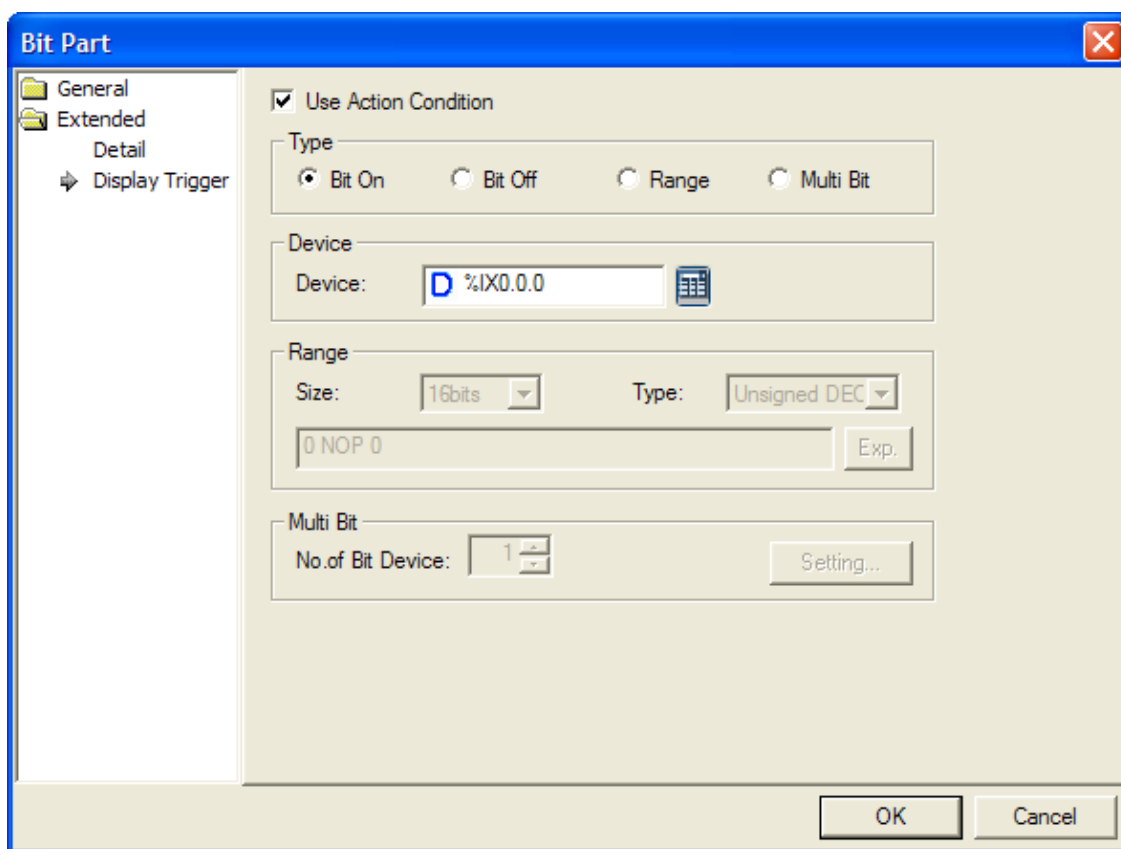 Bit Part
General
Extended
Detail
Display Trigger
Use Action Condition
Type
Bit On Bit Off Range Multi Bit
Device
Device: D %IX0.0.0
Range
Size: 16bits Type: Unsigned DEC
0 NOP 0 Exp.
Multi Bit
No.of Bit Device: 1 Setting...
OK Cancel